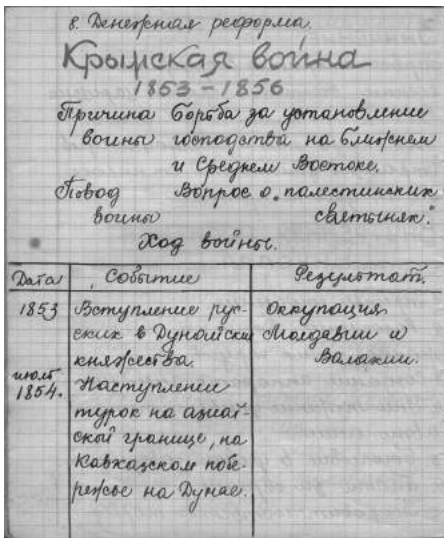 8. Денежная реформа.
Крымская война
1853 – 1856
Причина Борьба за установление
войны господства на Ближнем
и Среднем Востоке.
Повод Вопрос о „палестинских
войны святынях".
Ход войны.
Дата Событие Результат.
1853 Вступление рус- Оккупация
ских в Дунайские Молдавии и
княжества. Валахии.
июль
1854. Наступление
турок на азиат-
ской границе, на
Кавказском побе-
режье на Дунае.